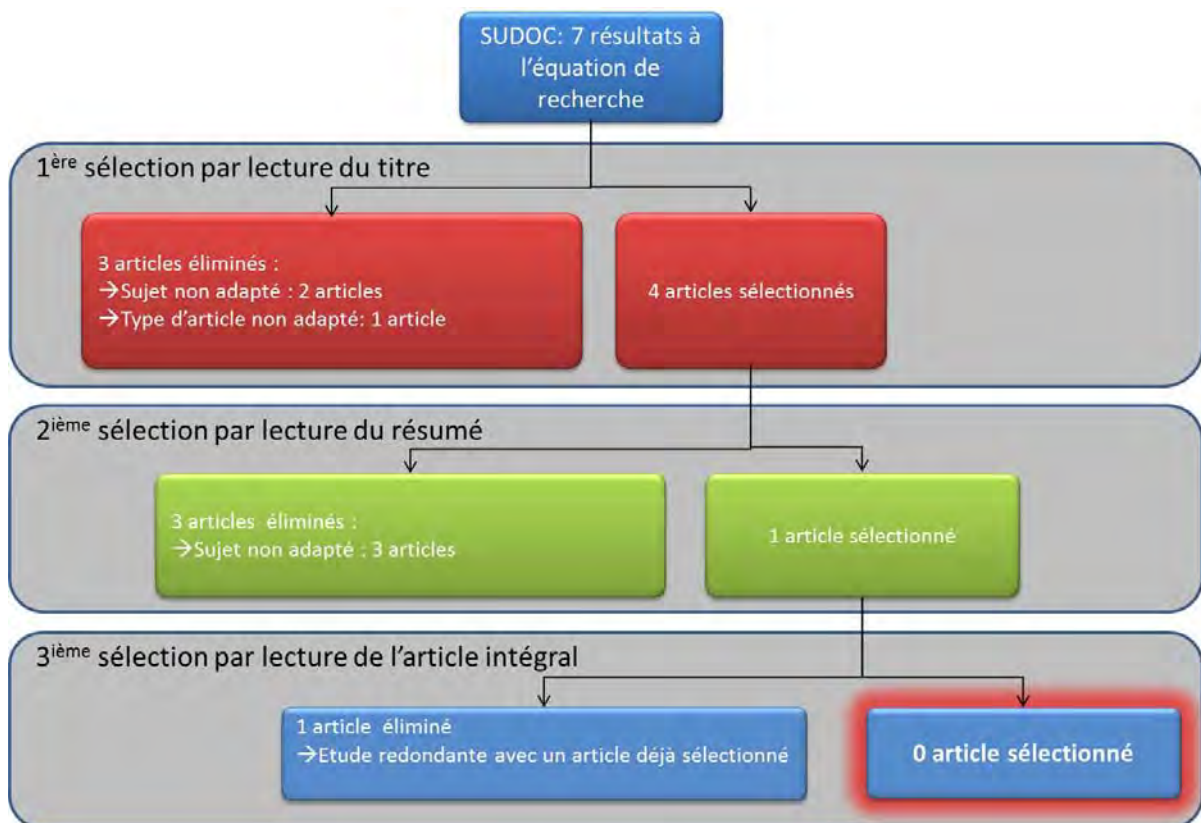 SUDOC: 7 résultats à
l'équation de
recherche
1ère sélection par lecture du titre
3 articles éliminés :
→Sujet non adapté : 2 articles
→Type d'article non adapté: 1 article
4 articles sélectionnés
2ième sélection par lecture du résumé
3 articles éliminés :
→Sujet non adapté : 3 articles
1 article sélectionné
3ième sélection par lecture de l'article intégral
1 article éliminé
→Etude redondante avec un article déjà sélectionné
0 article sélectionné